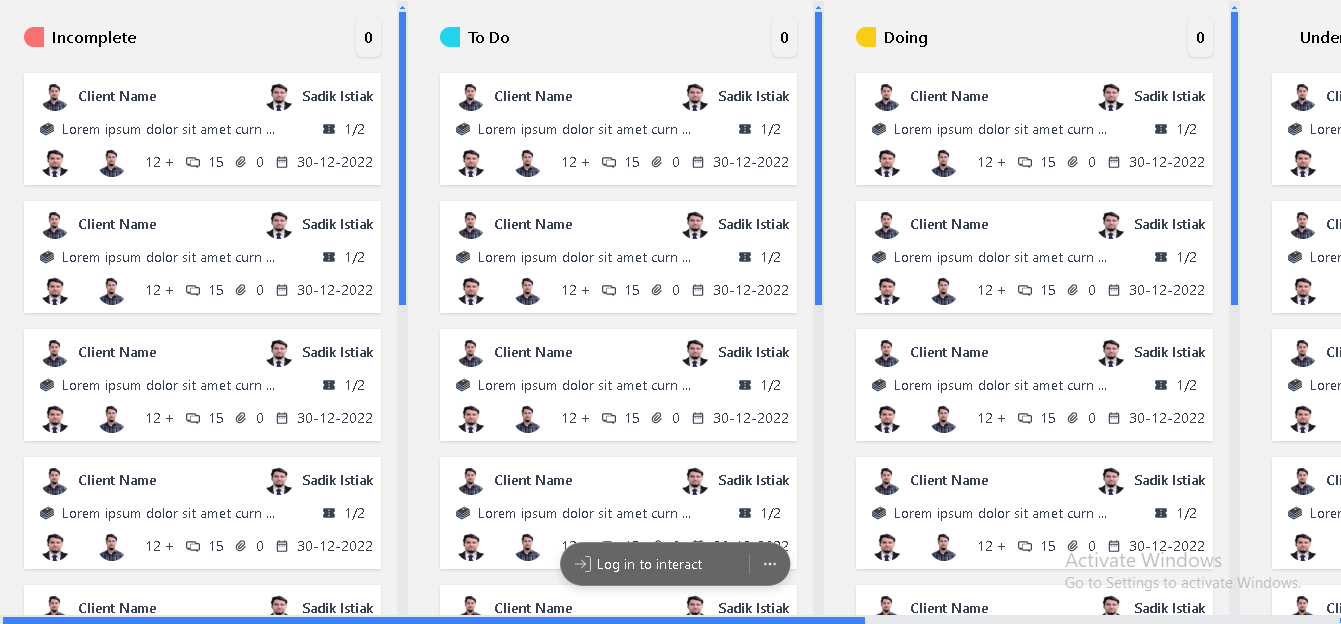 Incomplete 0
Client Name Sadik Istiak
Lorem ipsum dolor sit amet curn ... 1/2
12 + 15 0 30-12-2022
Client Name Sadik Istiak
Lorem ipsum dolor sit amet curn ... 1/2
12 + 15 0 30-12-2022
Client Name Sadik Istiak
Lorem ipsum dolor sit amet curn ... 1/2
12 + 15 0 30-12-2022
Client Name Sadik Istiak
Lorem ipsum dolor sit amet curn ... 1/2
12 + 15 0 30-12-2022
Client Name Sadik Istiak
To Do 0
Client Name Sadik Istiak
Lorem ipsum dolor sit amet curn ... 1/2
12 + 15 0 30-12-2022
Client Name Sadik Istiak
Lorem ipsum dolor sit amet curn ... 1/2
12 + 15 0 30-12-2022
Client Name Sadik Istiak
Lorem ipsum dolor sit amet curn ... 1/2
12 + 15 0 30-12-2022
Client Name Sadik Istiak
Lorem ipsum dolor sit amet curn ... 1/2
Client Name Sadik Istiak
Doing 0
Client Name Sadik Istiak
Lorem ipsum dolor sit amet curn ... 1/2
12 + 15 0 30-12-2022
Client Name Sadik Istiak
Lorem ipsum dolor sit amet curn ... 1/2
12 + 15 0 30-12-2022
Client Name Sadik Istiak
Lorem ipsum dolor sit amet curn ... 1/2
12 + 15 0 30-12-2022
Client Name Sadik Istiak
Lorem ipsum dolor sit amet curn ... 1/2
12 + 15 0 30-12-2022
Client Name Sadik Istiak
Under
Log in to interact
Activate Windows
Go to Settings to activate Windows.